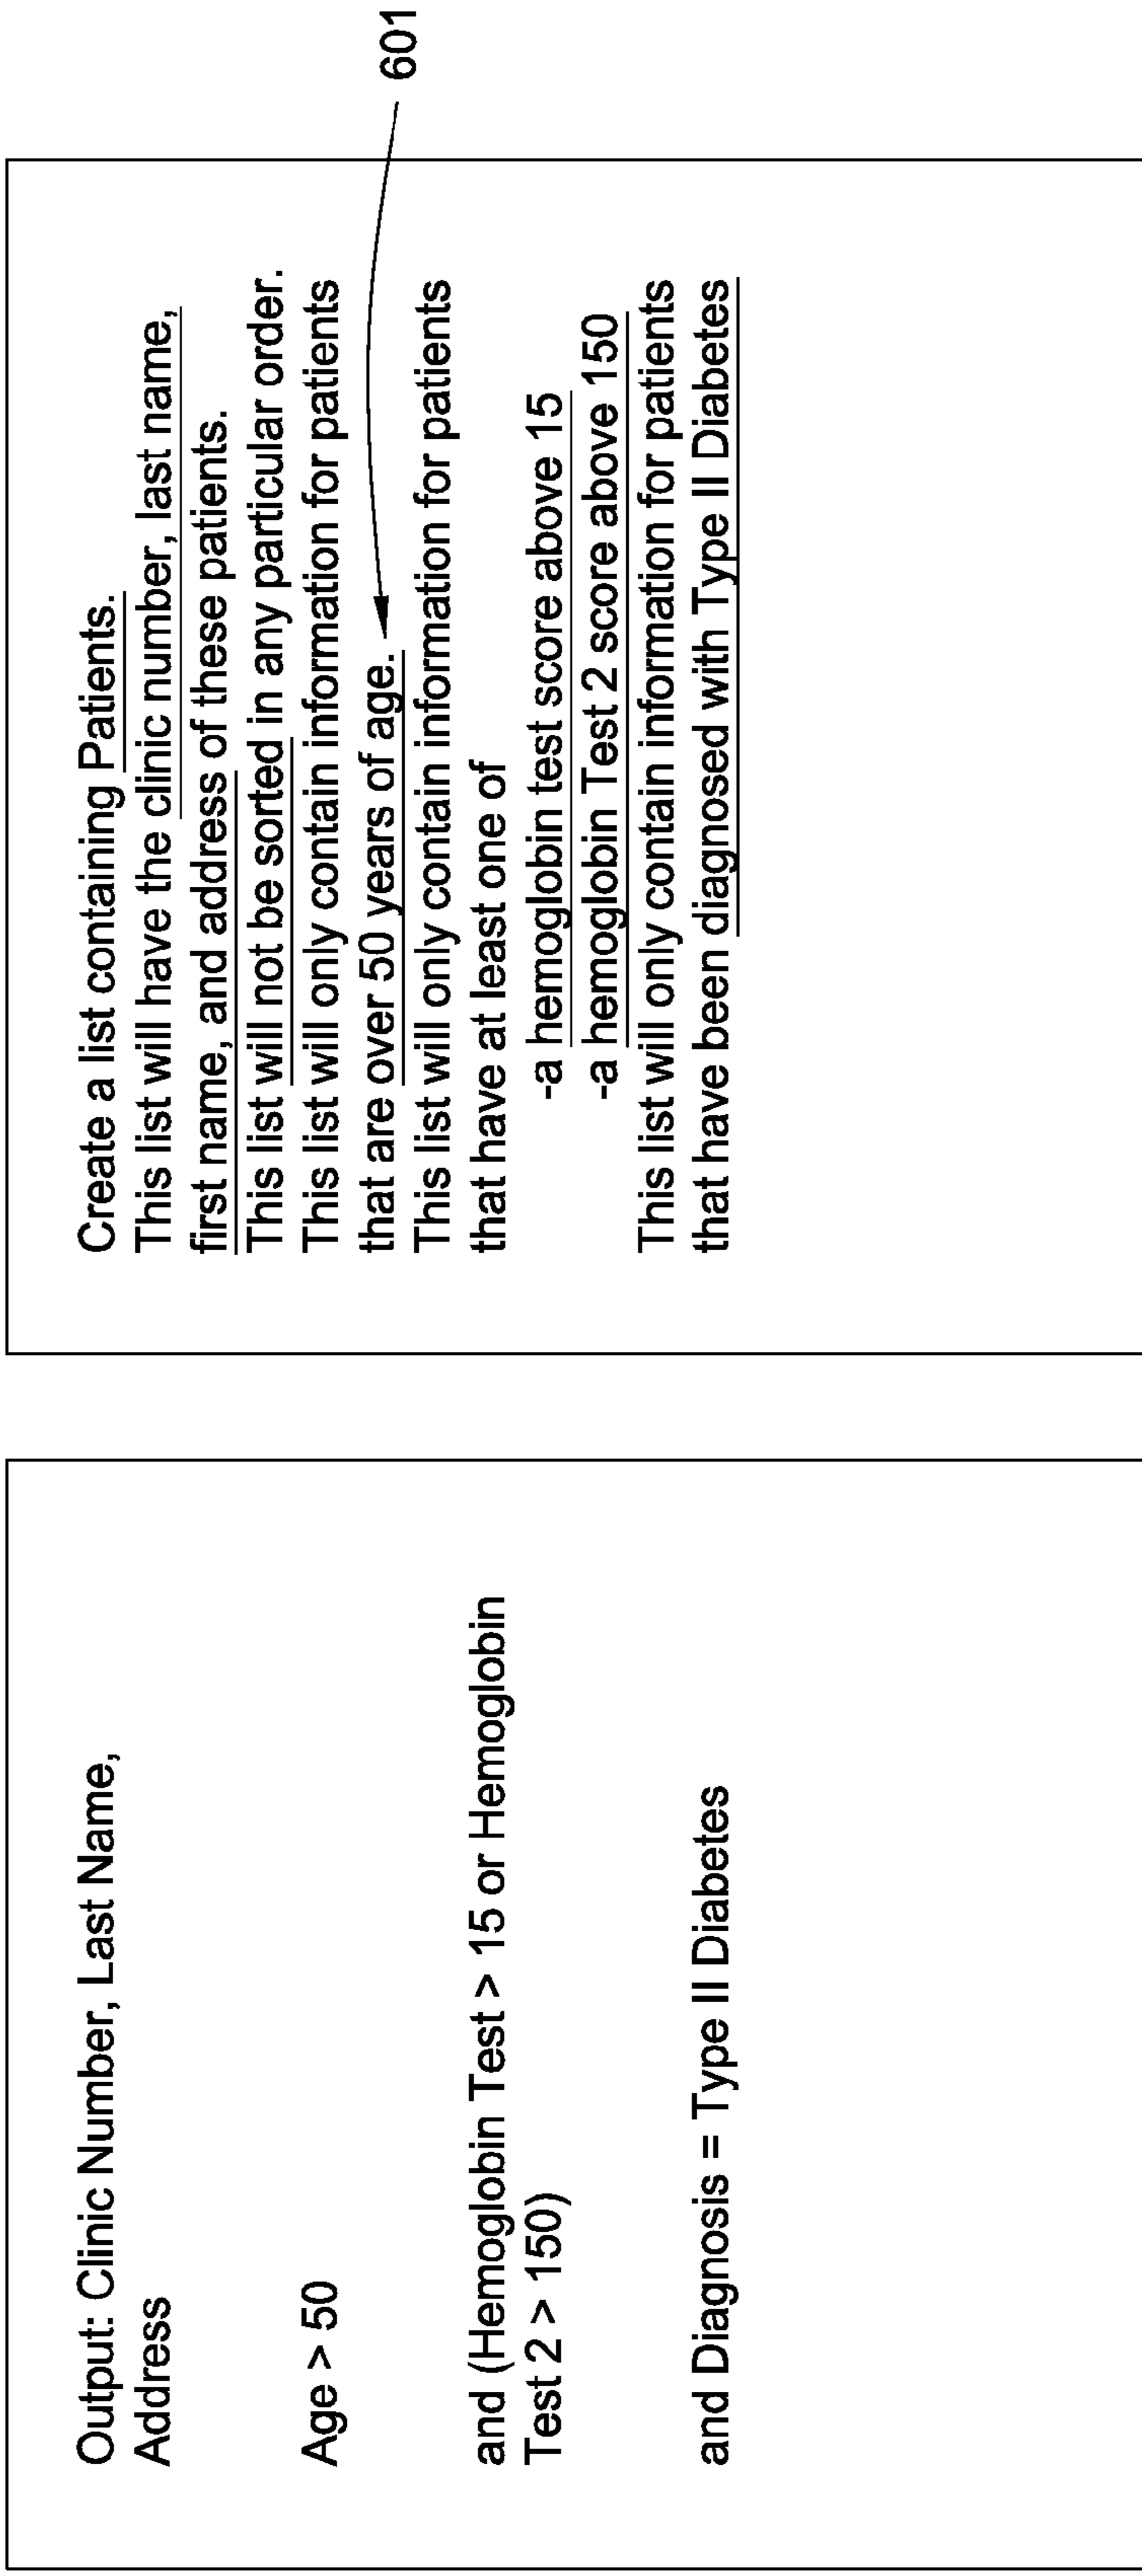 Output: Clinic Number, Last Name,
Address
Age > 50
and (Hemoglobin Test > 15 or Hemoglobin
Test 2 > 150)
and Diagnosis = Type II Diabetes
Create a list containing Patients.
This list will have the clinic number, last name,
first name, and address of these patients.
This list will not be sorted in any particular order.
This list will only contain information for patients
that are over 50 years of age.
This list will only contain information for patients
that have at least one of
-a hemoglobin test score above 15
-a hemoglobin Test 2 score above 150
This list will only contain information for patients
that have been diagnosed with Type II Diabetes
601